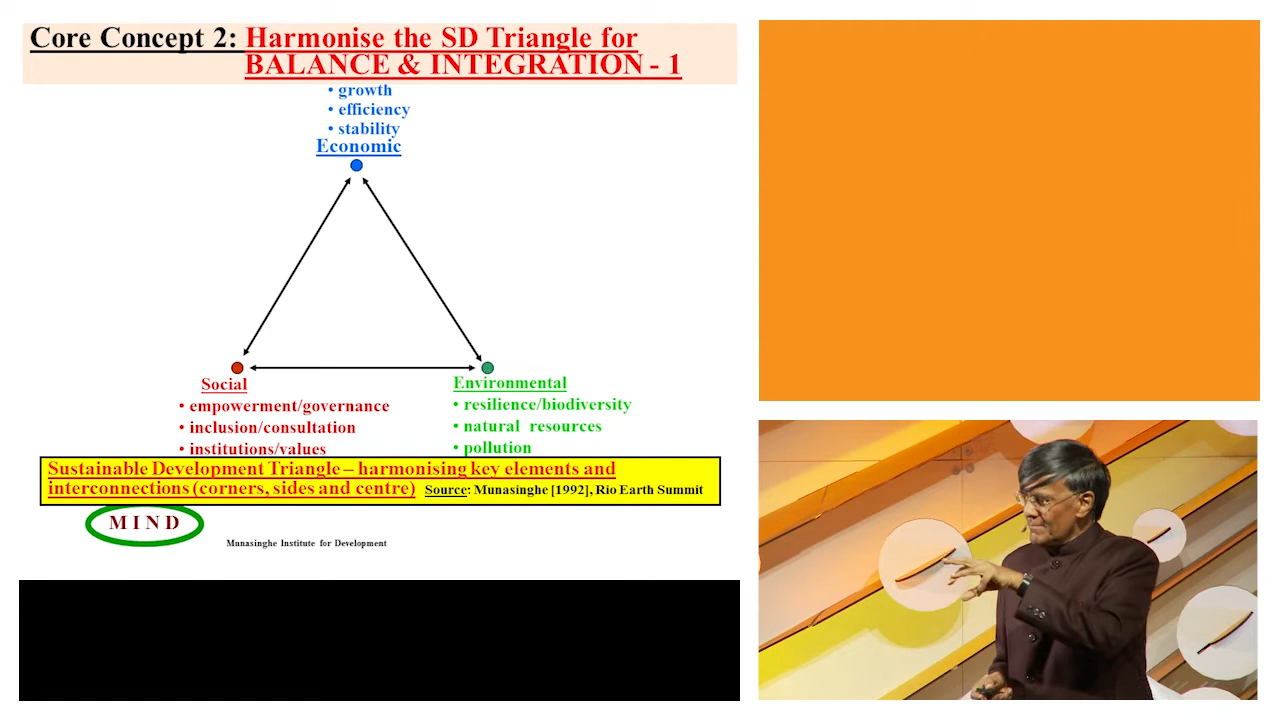 Core Concept 2: Harmonise the SD Triangle for
BALANCE & INTEGRATION - 1
• growth
• efficiency
• stability
Economic
Social
• empowerment/governance
• inclusion/consultation
• institutions/values
Environmental
• resilience/biodiversity
• natural resources
• pollution
Sustainable Development Triangle – harmonising key elements and
interconnections (corners, sides and centre) Source: Munasinghe [1992], Rio Earth Summit
M I N D
Munasinghe Institute for Development